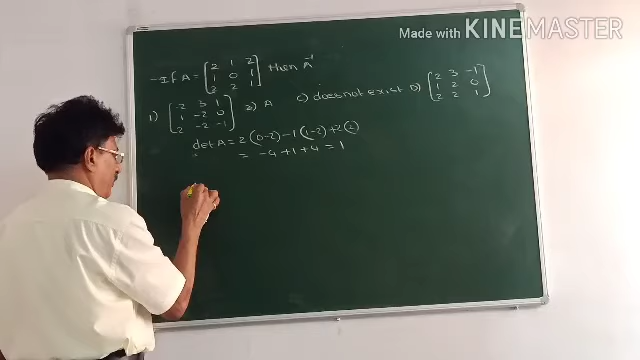 Made with KINEMASTER
-If A = [2 1 2 / 1 0 1 / 2 2 1] then A⁻¹
1) [-2 3 1 / 1 -2 0 / 2 -2 -1] 2) A c) does not exist D) [2 3 -1 / 1 2 0 / 2 2 1]
det A = 2 (0-2) -1 (1-2) +2 (2)
= -4 +1 +4 = 1